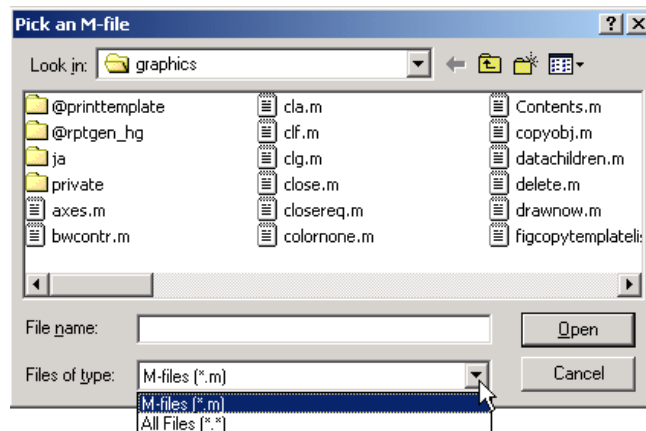 Pick an M-file
Look in: graphics
@printtemplate cla.m Contents.m
@rptgen_hg clf.m copyobj.m
ja clg.m datachildren.m
private close.m delete.m
axes.m closereq.m drawnow.m
bwcontr.m colornone.m figcopytemplatelis
File name: Open
Files of type: M-files (*.m) Cancel
M-files (*.m)
All Files (*.*)